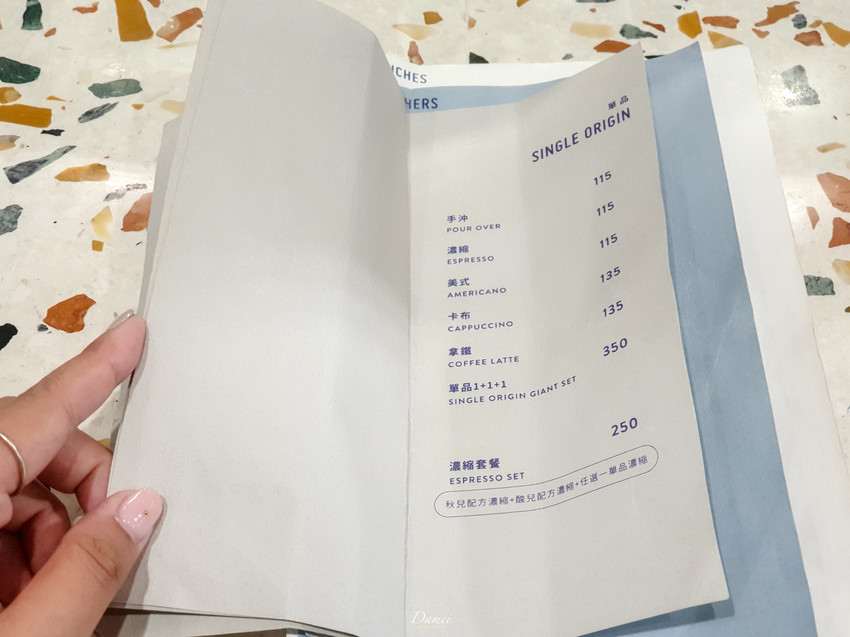 CHES
HERS
單品
SINGLE ORIGIN
手沖 115
POUR OVER
濃縮 115
ESPRESSO
美式 115
AMERICANO
卡布 135
CAPPUCCINO
拿鐵 135
COFFEE LATTE
單品1+1+1 350
SINGLE ORIGIN GIANT SET
濃縮套餐 250
ESPRESSO SET
秋兒配方濃縮+酸兒配方濃縮+任選一單品濃縮
Damei